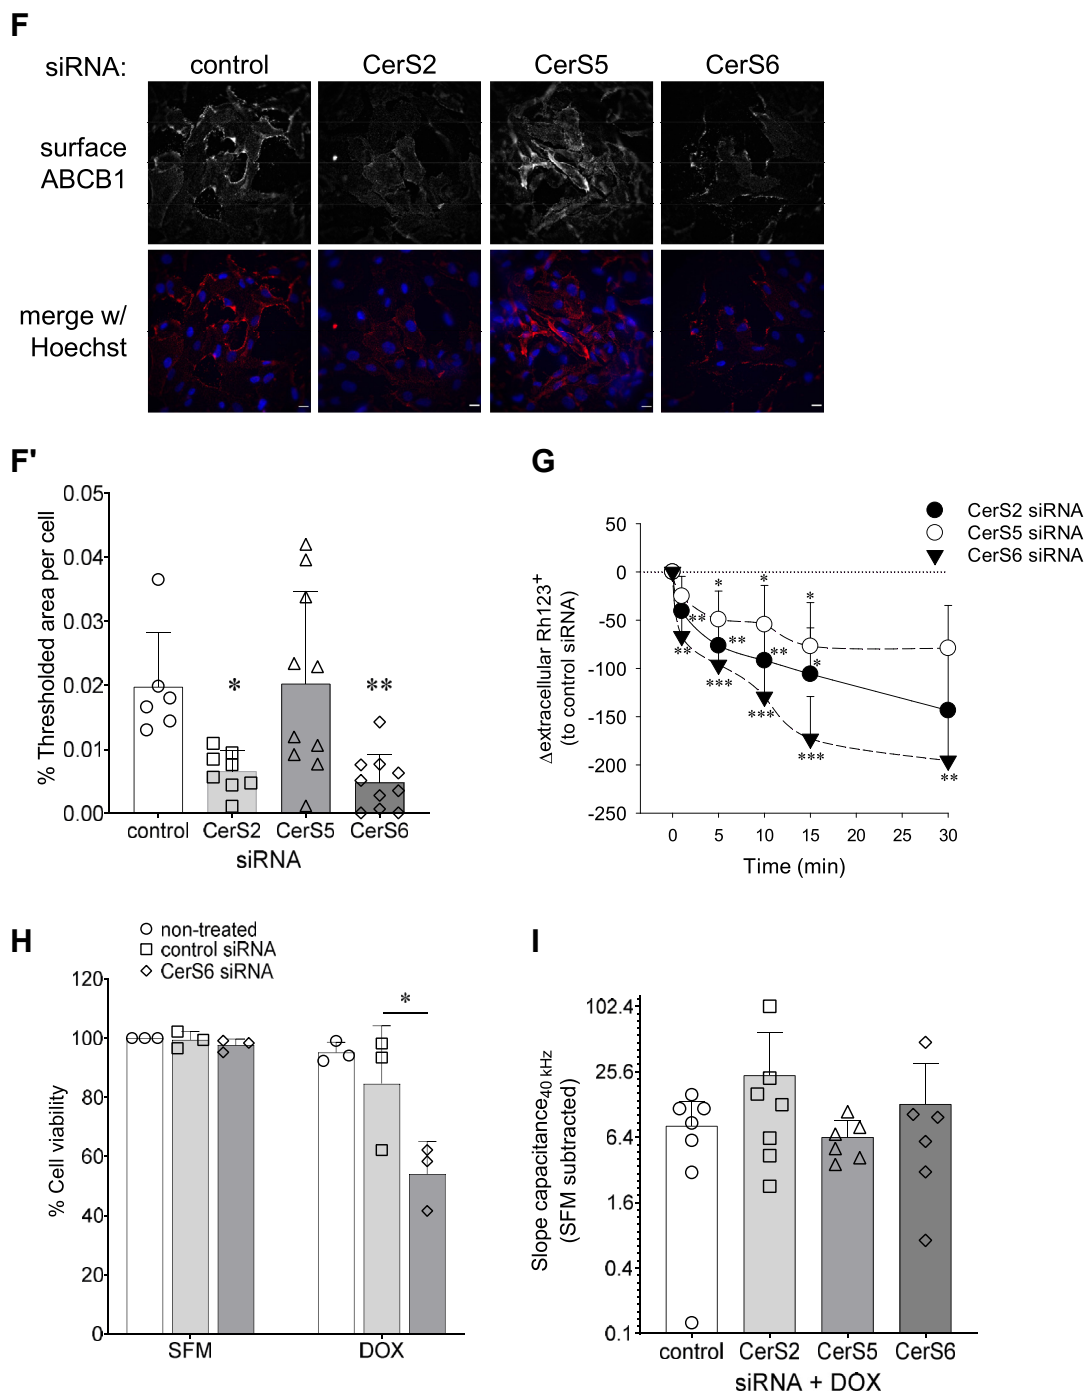 F
siRNA: control CerS2 CerS5 CerS6
surface
ABCB1
merge w/
Hoechst
F'
% Thresholded area per cell
0.05
0.04
0.03
0.02
0.01
0.00
*
**
control CerS2 CerS5 CerS6
siRNA
G
CerS2 siRNA
CerS5 siRNA
CerS6 siRNA
Δextracellular Rh123+
(to control siRNA)
50
0
-50
-100
-150
-200
-250
* * *
** ** ** *
** *** *** *** **
0 5 10 15 20 25 30
Time (min)
H
non-treated
control siRNA
CerS6 siRNA
% Cell viability
120
100
80
60
40
20
0
*
SFM DOX
I
Slope capacitance40 kHz
(SFM subtracted)
102.4
25.6
6.4
1.6
0.4
0.1
control CerS2 CerS5 CerS6
siRNA + DOX